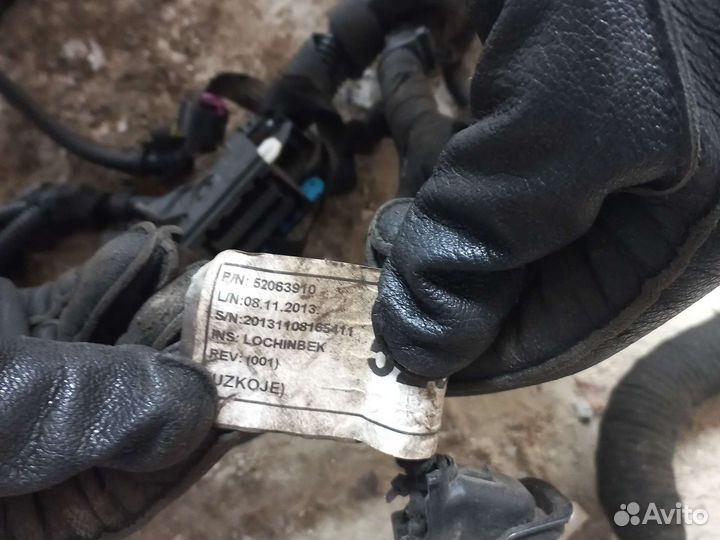 P/N: 52063910
L/N:08.11.2013
S/N:20131108165411
INS: LOCHINBEK
REV: (001)
(UZKOJE)
Avito